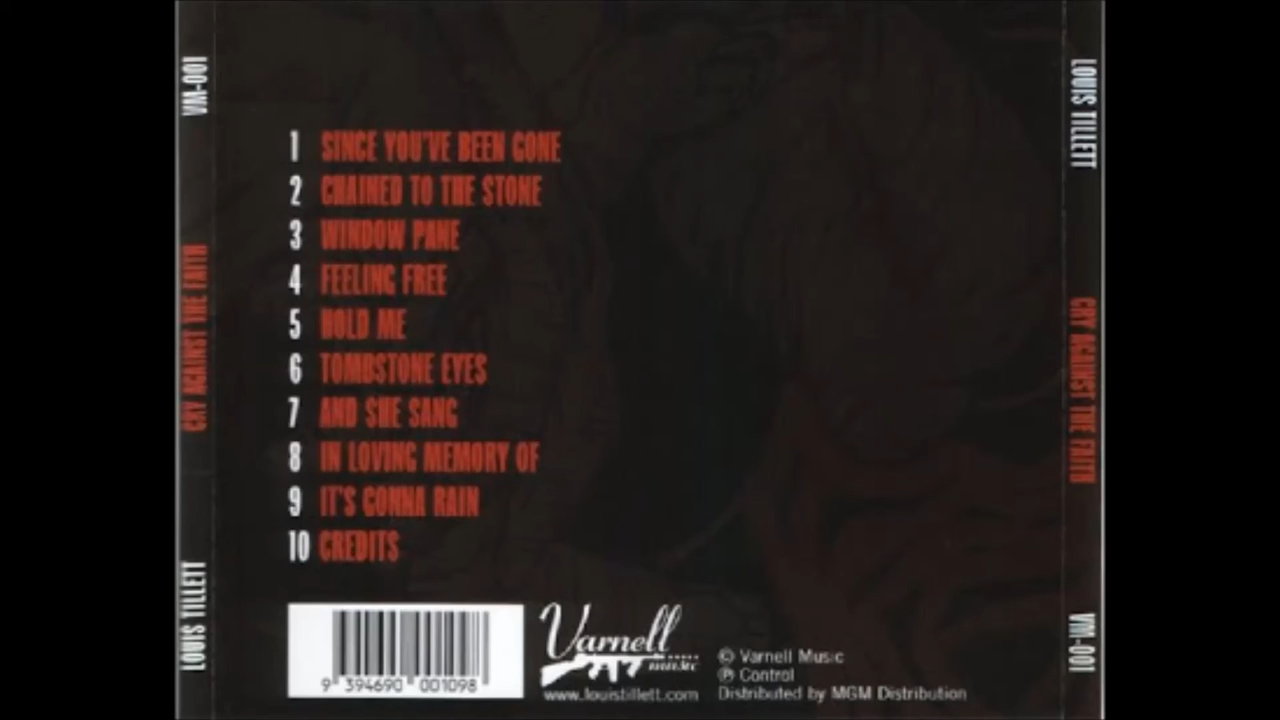 VM-001
CRY AGAINST THE FAITH
LOUIS TILLETT
1 SINCE YOU'VE BEEN GONE
2 CHAINED TO THE STONE
3 WINDOW PANE
4 FEELING FREE
5 HOLD ME
6 TOMBSTONE EYES
7 AND SHE SANG
8 IN LOVING MEMORY OF
9 IT'S GONNA RAIN
10 CREDITS
9 394690 001098
Varnell
music
www.louistillett.com
© Varnell Music
℗ Control
Distributed by MGM Distribution
LOUIS TILLETT
CRY AGAINST THE FAITH
VM-001